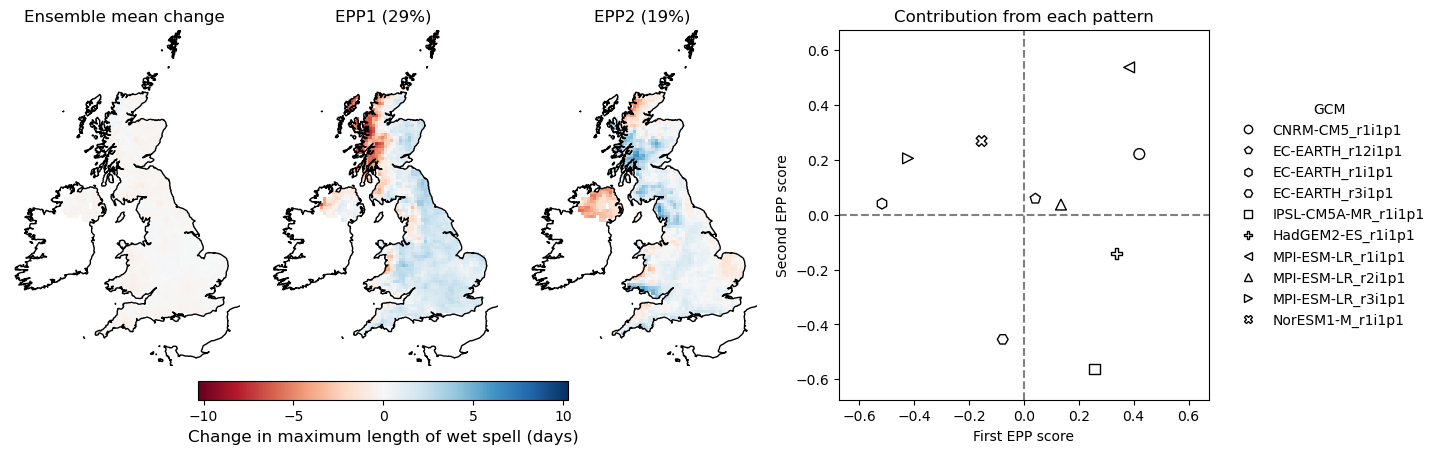 Ensemble mean change
EPP1 (29%)
EPP2 (19%)
−10
−5
0
5
10
Change in maximum length of wet spell (days)
Contribution from each pattern
Second EPP score
0.6
0.4
0.2
0.0
−0.2
−0.4
−0.6
−0.6
−0.4
−0.2
0.0
0.2
0.4
0.6
First EPP score
GCM
CNRM-CM5_r1i1p1
EC-EARTH_r12i1p1
EC-EARTH_r1i1p1
EC-EARTH_r3i1p1
IPSL-CM5A-MR_r1i1p1
HadGEM2-ES_r1i1p1
MPI-ESM-LR_r1i1p1
MPI-ESM-LR_r2i1p1
MPI-ESM-LR_r3i1p1
NorESM1-M_r1i1p1